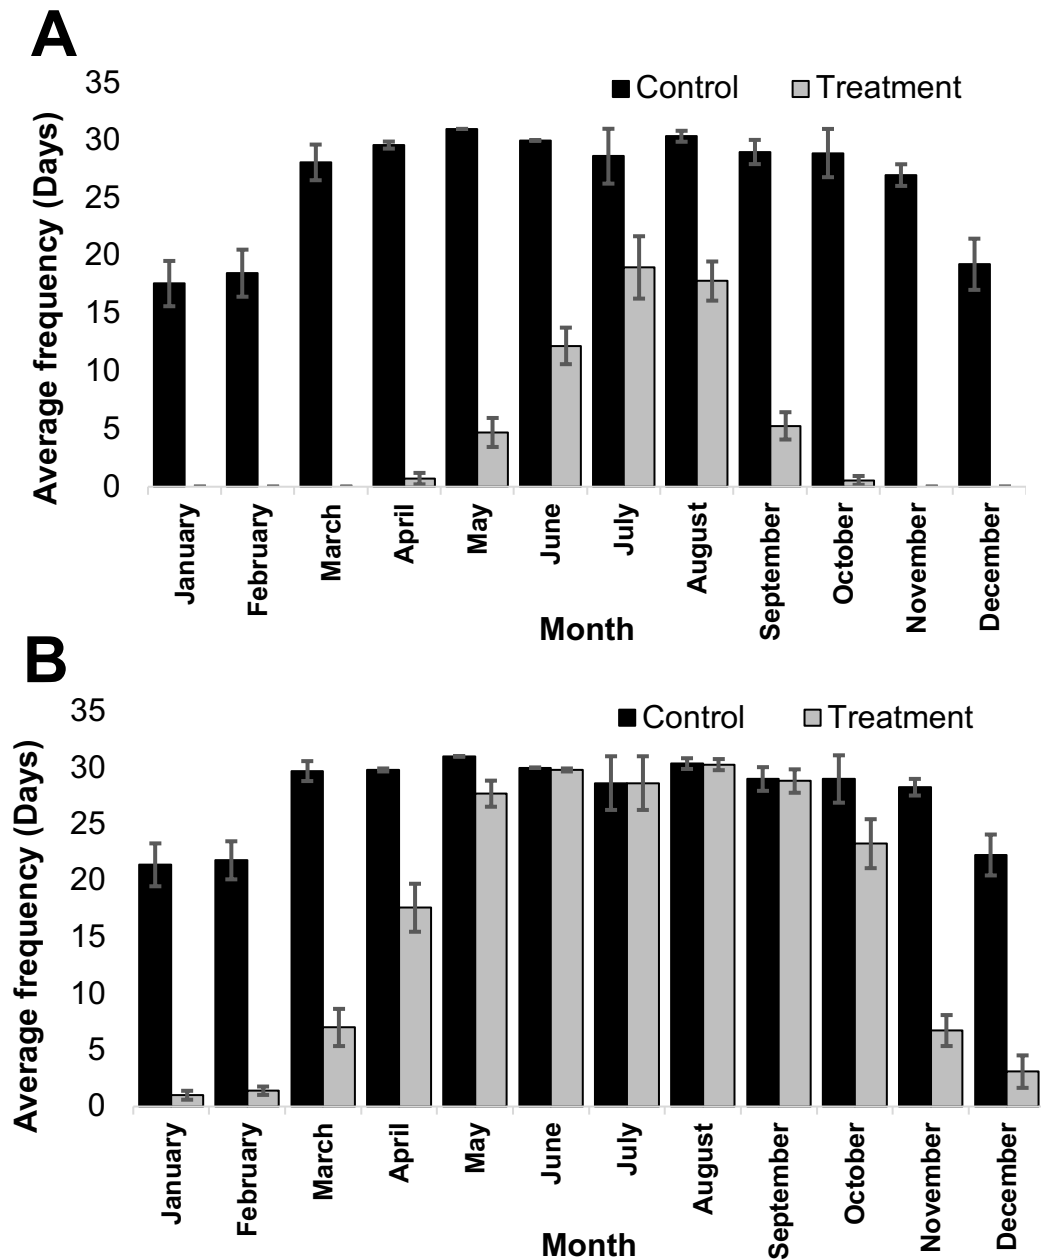 A
Control Treatment
Average frequency (Days)
35
30
25
20
15
10
5
0
January
February
March
April
May
June
July
August
September
October
November
December
Month
B
Control Treatment
Average frequency (Days)
35
30
25
20
15
10
5
0
January
February
March
April
May
June
July
August
September
October
November
December
Month